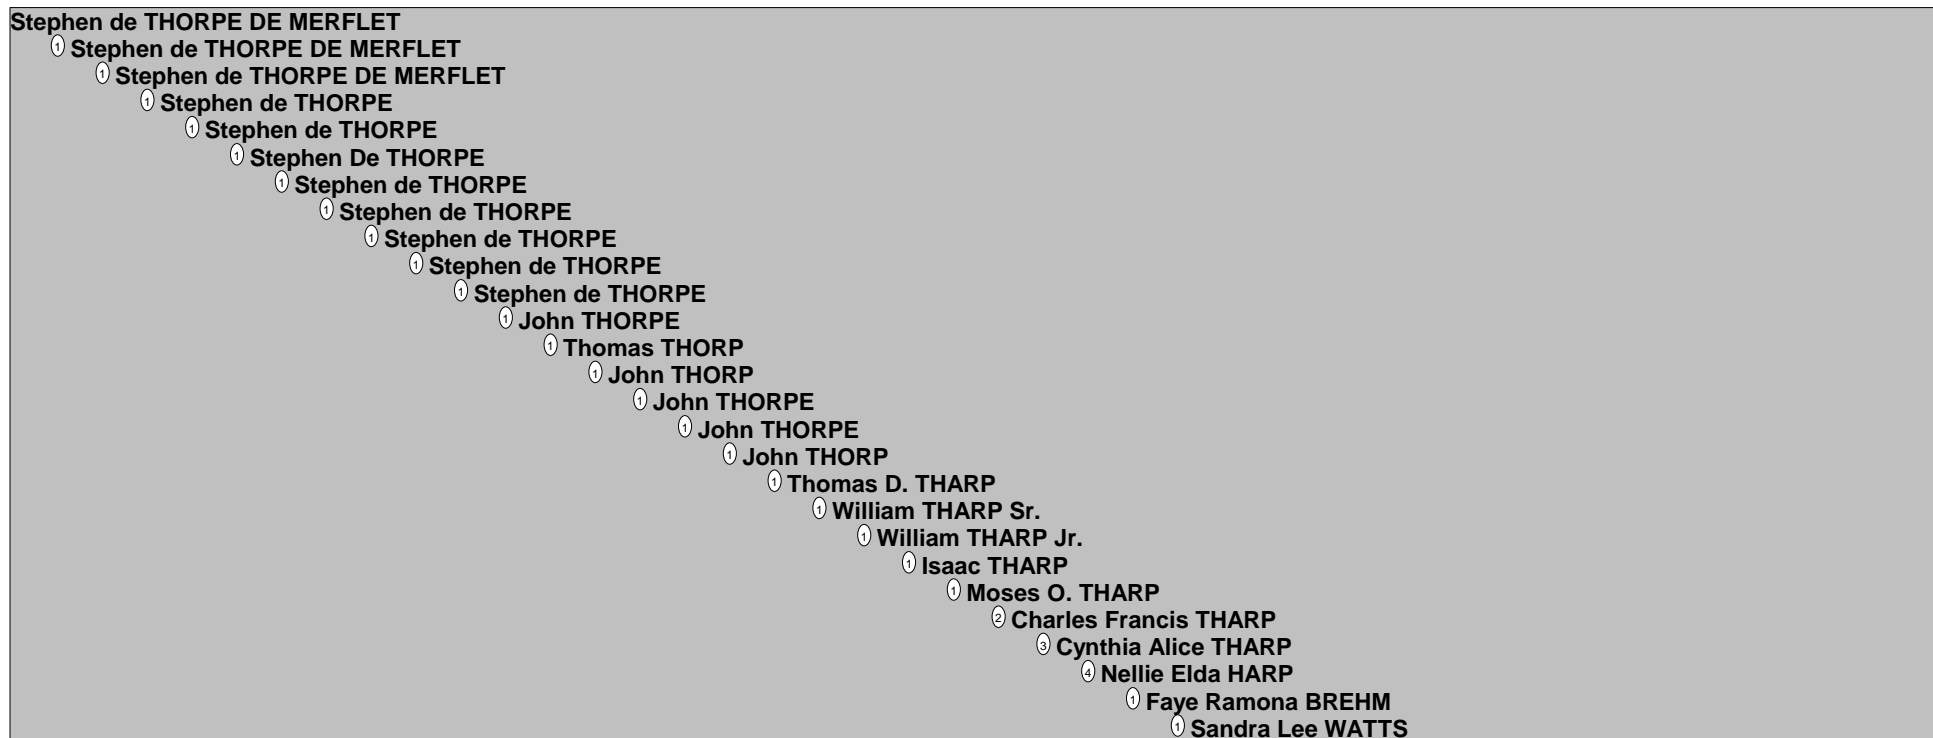 Stephen de THORPE DE MERFLET
1 Stephen de THORPE DE MERFLET
1 Stephen de THORPE DE MERFLET
1 Stephen de THORPE
1 Stephen de THORPE
1 Stephen De THORPE
1 Stephen de THORPE
1 Stephen de THORPE
1 Stephen de THORPE
1 Stephen de THORPE
1 Stephen de THORPE
1 John THORPE
1 Thomas THORP
1 John THORP
1 John THORPE
1 John THORPE
1 John THORP
1 Thomas D. THARP
1 William THARP Sr.
1 William THARP Jr.
1 Isaac THARP
1 Moses O. THARP
2 Charles Francis THARP
3 Cynthia Alice THARP
4 Nellie Elda HARP
1 Faye Ramona BREHM
1 Sandra Lee WATTS